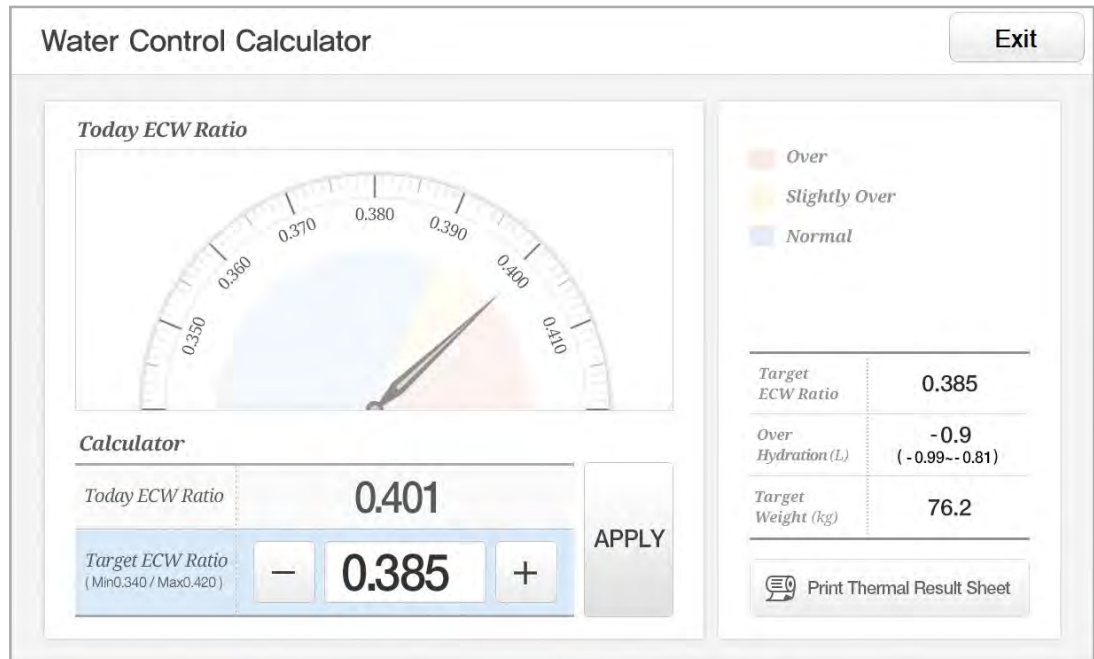 Water Control Calculator
Exit
Today ECW Ratio
0.350
0.360
0.370
0.380
0.390
0.400
0.410
Over
Slightly Over
Normal
Calculator
Today ECW Ratio
0.401
Target ECW Ratio
( Min0.340 / Max0.420 )
−
0.385
+
APPLY
Target
ECW Ratio
0.385
Over
Hydration (L)
-0.9
( -0.99~-0.81)
Target
Weight (kg)
76.2
Print Thermal Result Sheet